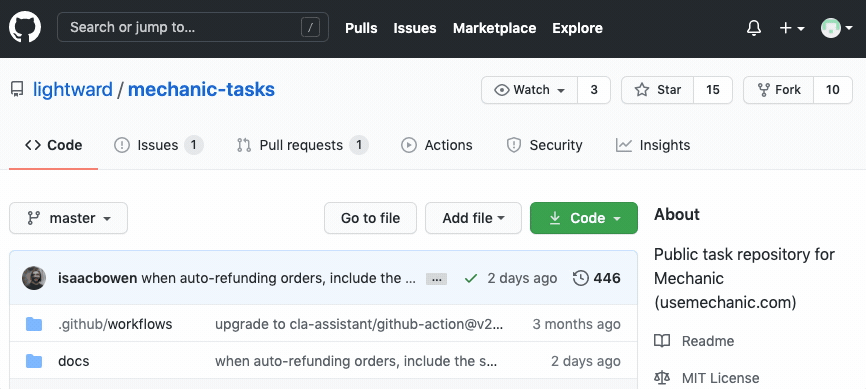 Search or jump to... / Pulls Issues Marketplace Explore
lightward / mechanic-tasks Watch 3 Star 15 Fork 10
Code Issues 1 Pull requests 1 Actions Security Insights
master Go to file Add file Code
isaacbowen when auto-refunding orders, include the ... ... 2 days ago 446
.github/workflows upgrade to cla-assistant/github-action@v2... 3 months ago
docs when auto-refunding orders, include the s... 2 days ago
About
Public task repository for
Mechanic
(usemechanic.com)
Readme
MIT License